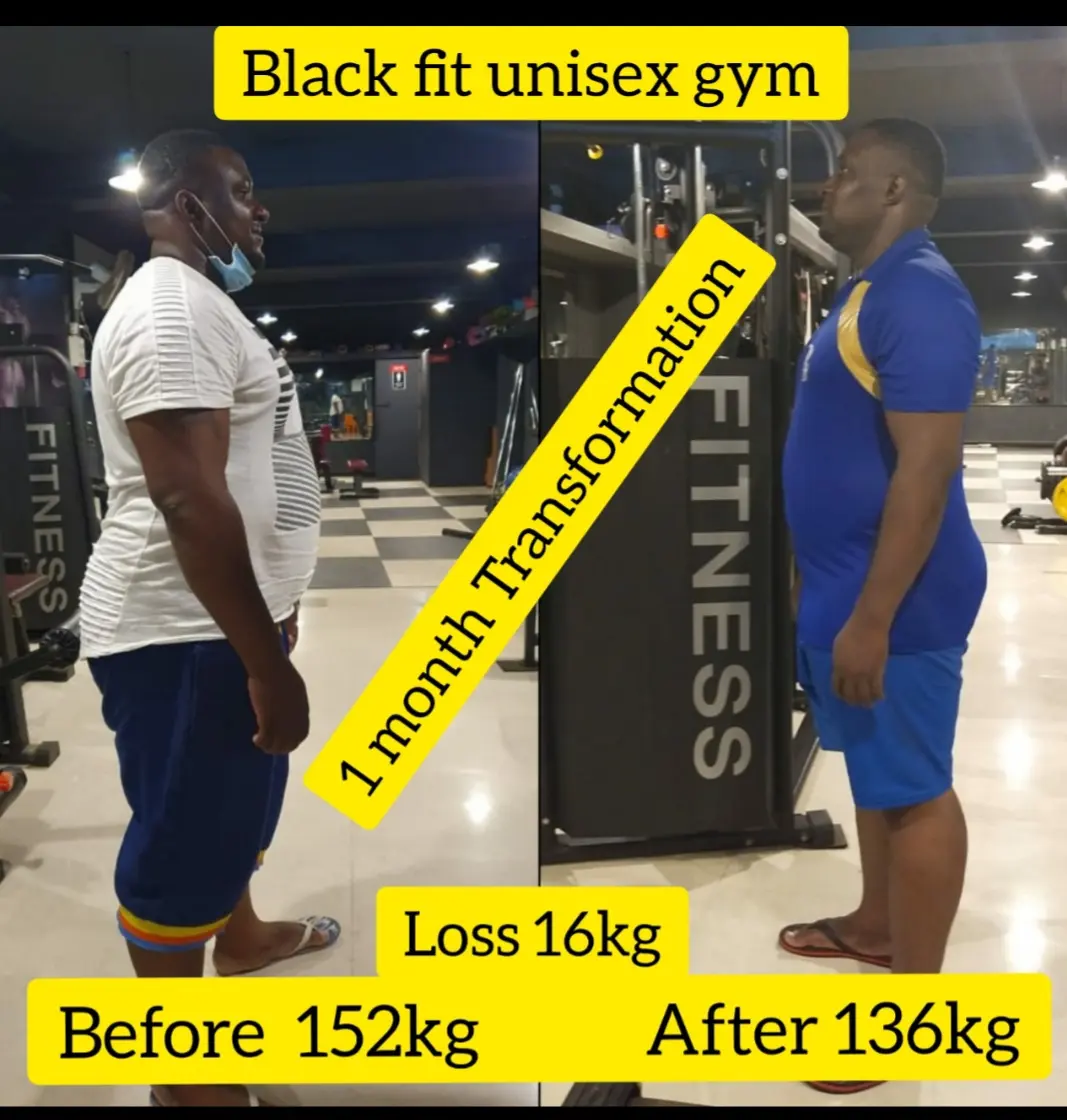 Black fit unisex gym
FITNESS
1 month Transformation
FITNESS
Loss 16kg
Before 152kg
After 136kg